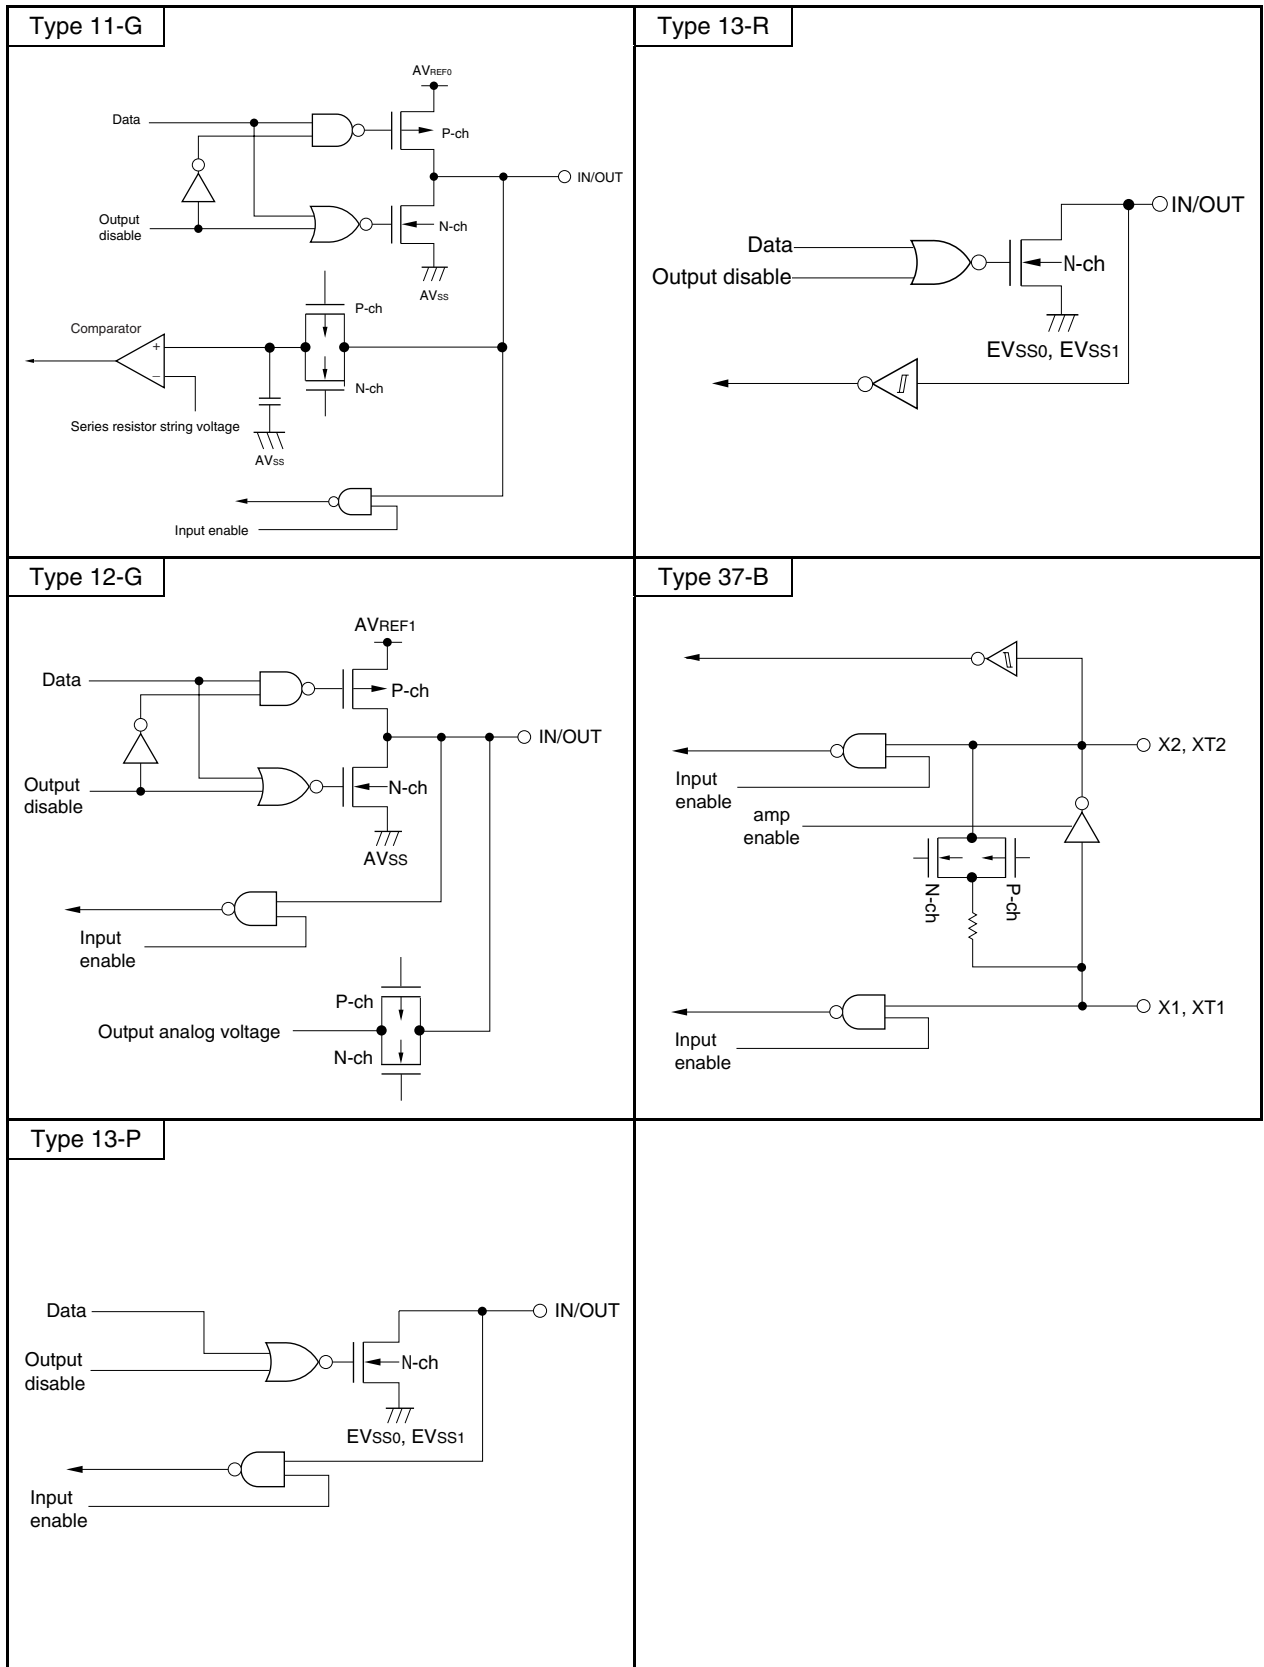 Type 11-G
AVREF0
Data
P-ch
IN/OUT
Output
disable
N-ch
AVSS
P-ch
Comparator
+
−
N-ch
Series resistor string voltage
AVSS
Input enable
Type 13-R
IN/OUT
Data
N-ch
Output disable
EVSS0, EVSS1
Type 12-G
AVREF1
Data
P-ch
IN/OUT
Output
disable
N-ch
AVSS
Input
enable
P-ch
Output analog voltage
N-ch
Type 37-B
X2, XT2
Input
enable
amp
enable
N-ch
P-ch
X1, XT1
Input
enable
Type 13-P
Data
IN/OUT
Output
disable
N-ch
EVSS0, EVSS1
Input
enable